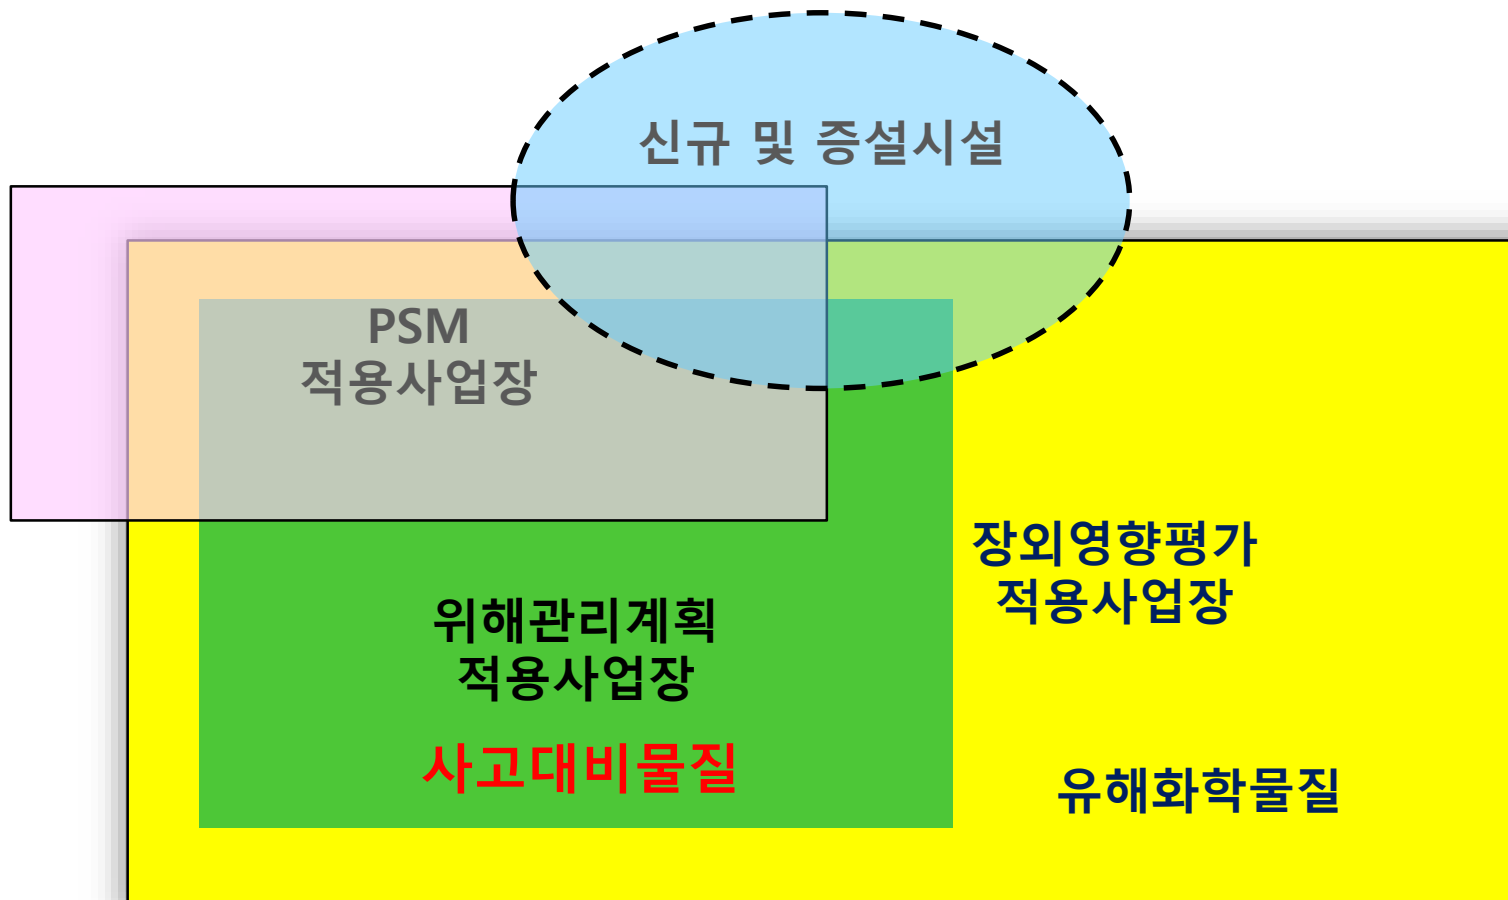 신규 및 증설시설
PSM
적용사업장
장외영향평가
적용사업장
위해관리계획
적용사업장
사고대비물질
유해화학물질